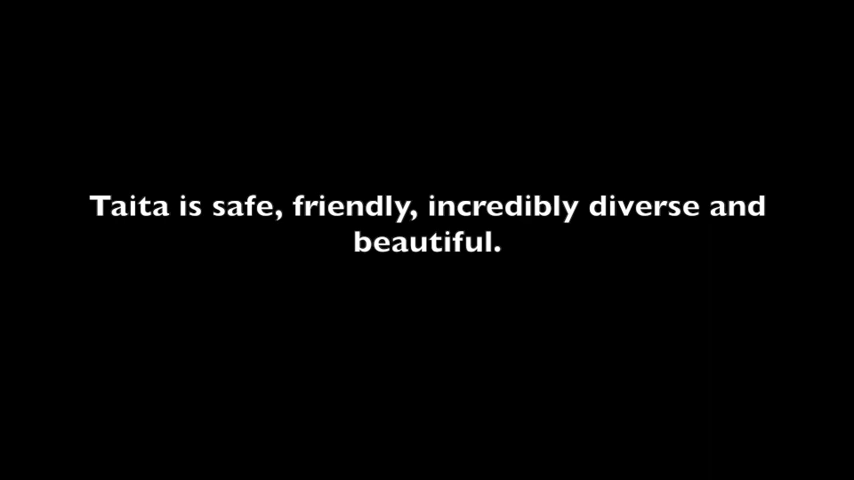 Taita is safe, friendly, incredibly diverse and
beautiful.